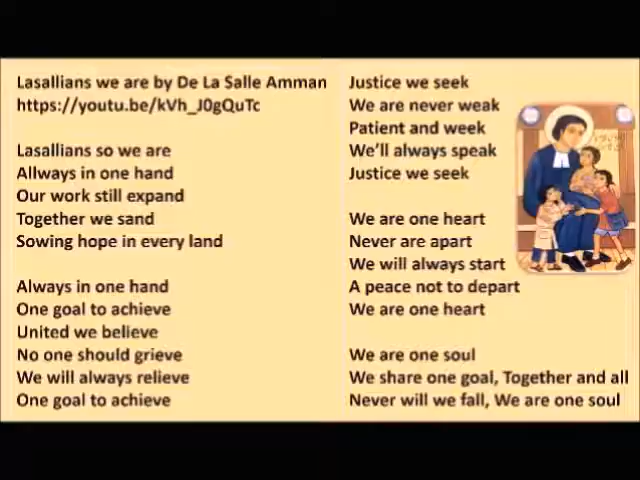 Lasallians we are by De La Salle Amman
https://youtu.be/kVh_J0gQuTc
Lasallians so we are
Allways in one hand
Our work still expand
Together we sand
Sowing hope in every land
Always in one hand
One goal to achieve
United we believe
No one should grieve
We will always relieve
One goal to achieve
Justice we seek
We are never weak
Patient and week
We'll always speak
Justice we seek
We are one heart
Never are apart
We will always start
A peace not to depart
We are one heart
We are one soul
We share one goal, Together and all
Never will we fall, We are one soul